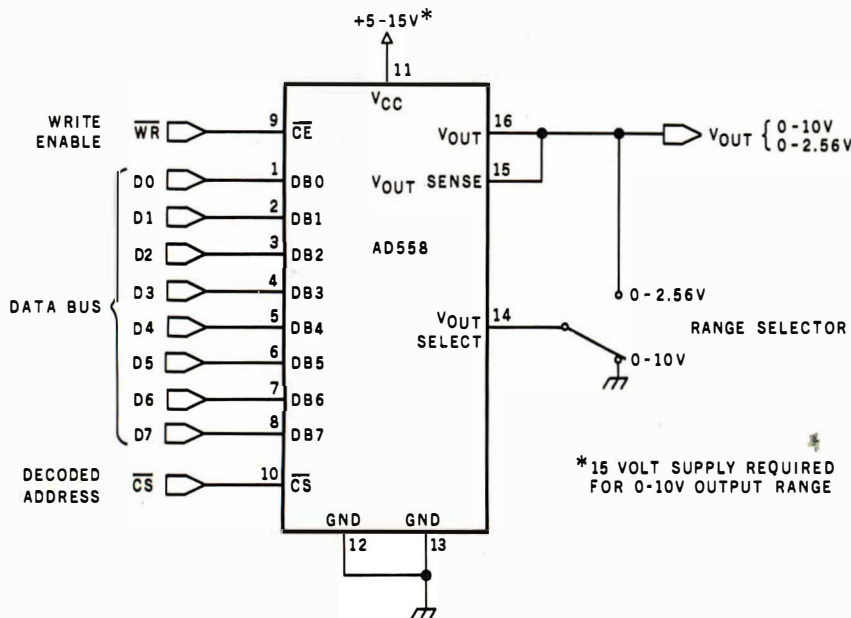 +5-15V*
11
VCC
WRITE ENABLE
WR
9
CE
VOUT
16
VOUT { 0-10V
0-2.56V
15
VOUT SENSE
DATA BUS
D0
1
DB0
D1
2
DB1
D2
3
DB2
AD558
D3
4
DB3
D4
5
DB4
D5
6
DB5
D6
7
DB6
D7
8
DB7
0-2.56V
VOUT SELECT
14
RANGE SELECTOR
0-10V
DECODED ADDRESS
CS
10
CS
*15 VOLT SUPPLY REQUIRED
FOR 0-10V OUTPUT RANGE
GND
GND
12
13